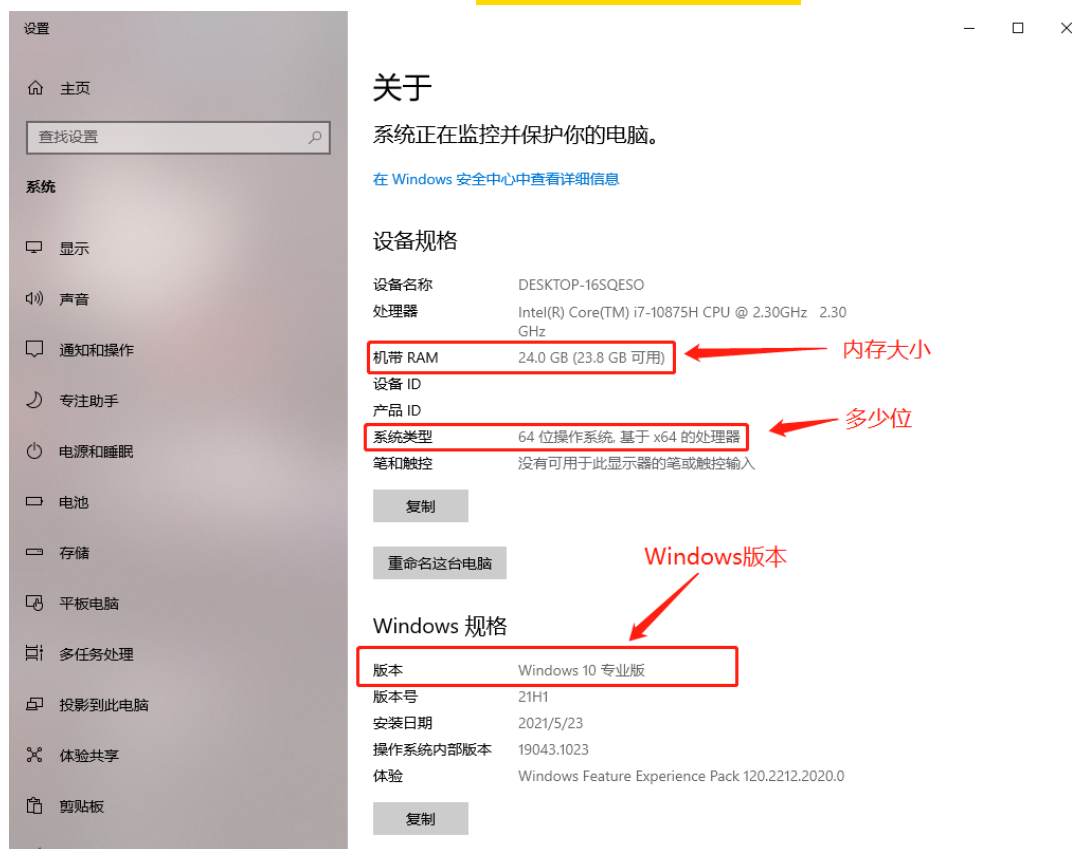 设置
主页
查找设置
系统
显示
声音
通知和操作
专注助手
电源和睡眠
电池
存储
平板电脑
多任务处理
投影到此电脑
体验共享
剪贴板
关于
系统正在监控并保护你的电脑。
在 Windows 安全中心中查看详细信息
设备规格
设备名称 DESKTOP-16SQESO
处理器 Intel(R) Core(TM) i7-10875H CPU @ 2.30GHz 2.30
GHz
机带 RAM 24.0 GB (23.8 GB 可用)
内存大小
设备 ID
产品 ID
多少位
系统类型 64 位操作系统, 基于 x64 的处理器
笔和触控 没有可用于此显示器的笔或触控输入
复制
重命名这台电脑
Windows版本
Windows 规格
版本 Windows 10 专业版
版本号 21H1
安装日期 2021/5/23
操作系统内部版本 19043.1023
体验 Windows Feature Experience Pack 120.2212.2020.0
复制